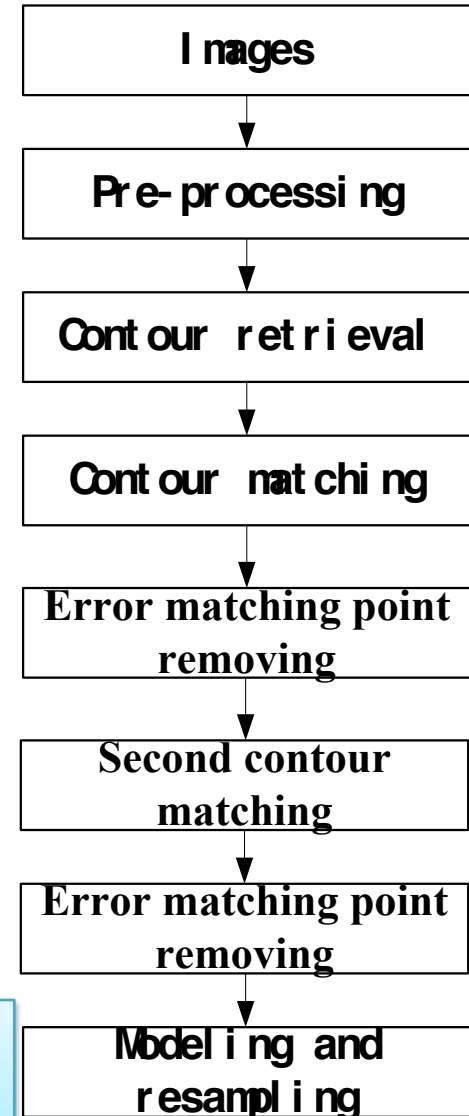 Images
Pre-processing
Contour retrieval
Contour matching
Error matching point
removing
Second contour
matching
Error matching point
removing
Modeling and
resampling